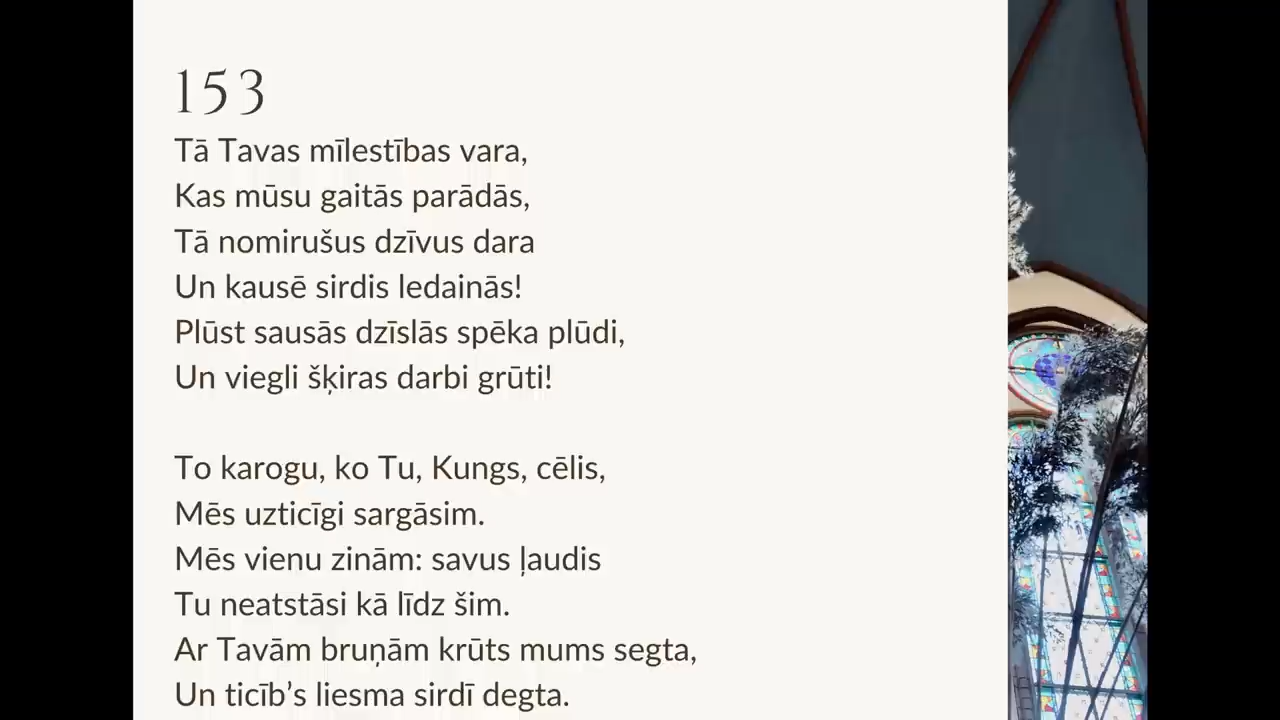 153
Tā Tavas mīlestības vara,
Kas mūsu gaitās parādās,
Tā nomirušus dzīvus dara
Un kausē sirdis ledainās!
Plūst sausās dzīslās spēka plūdi,
Un viegli šķiras darbi grūti!
To karogu, ko Tu, Kungs, cēlis,
Mēs uzticīgi sargāsim.
Mēs vienu zinām: savus ļaudis
Tu neatstāsi kā līdz šim.
Ar Tavām bruņām krūts mums segta,
Un ticīb’s liesma sirdī degta.